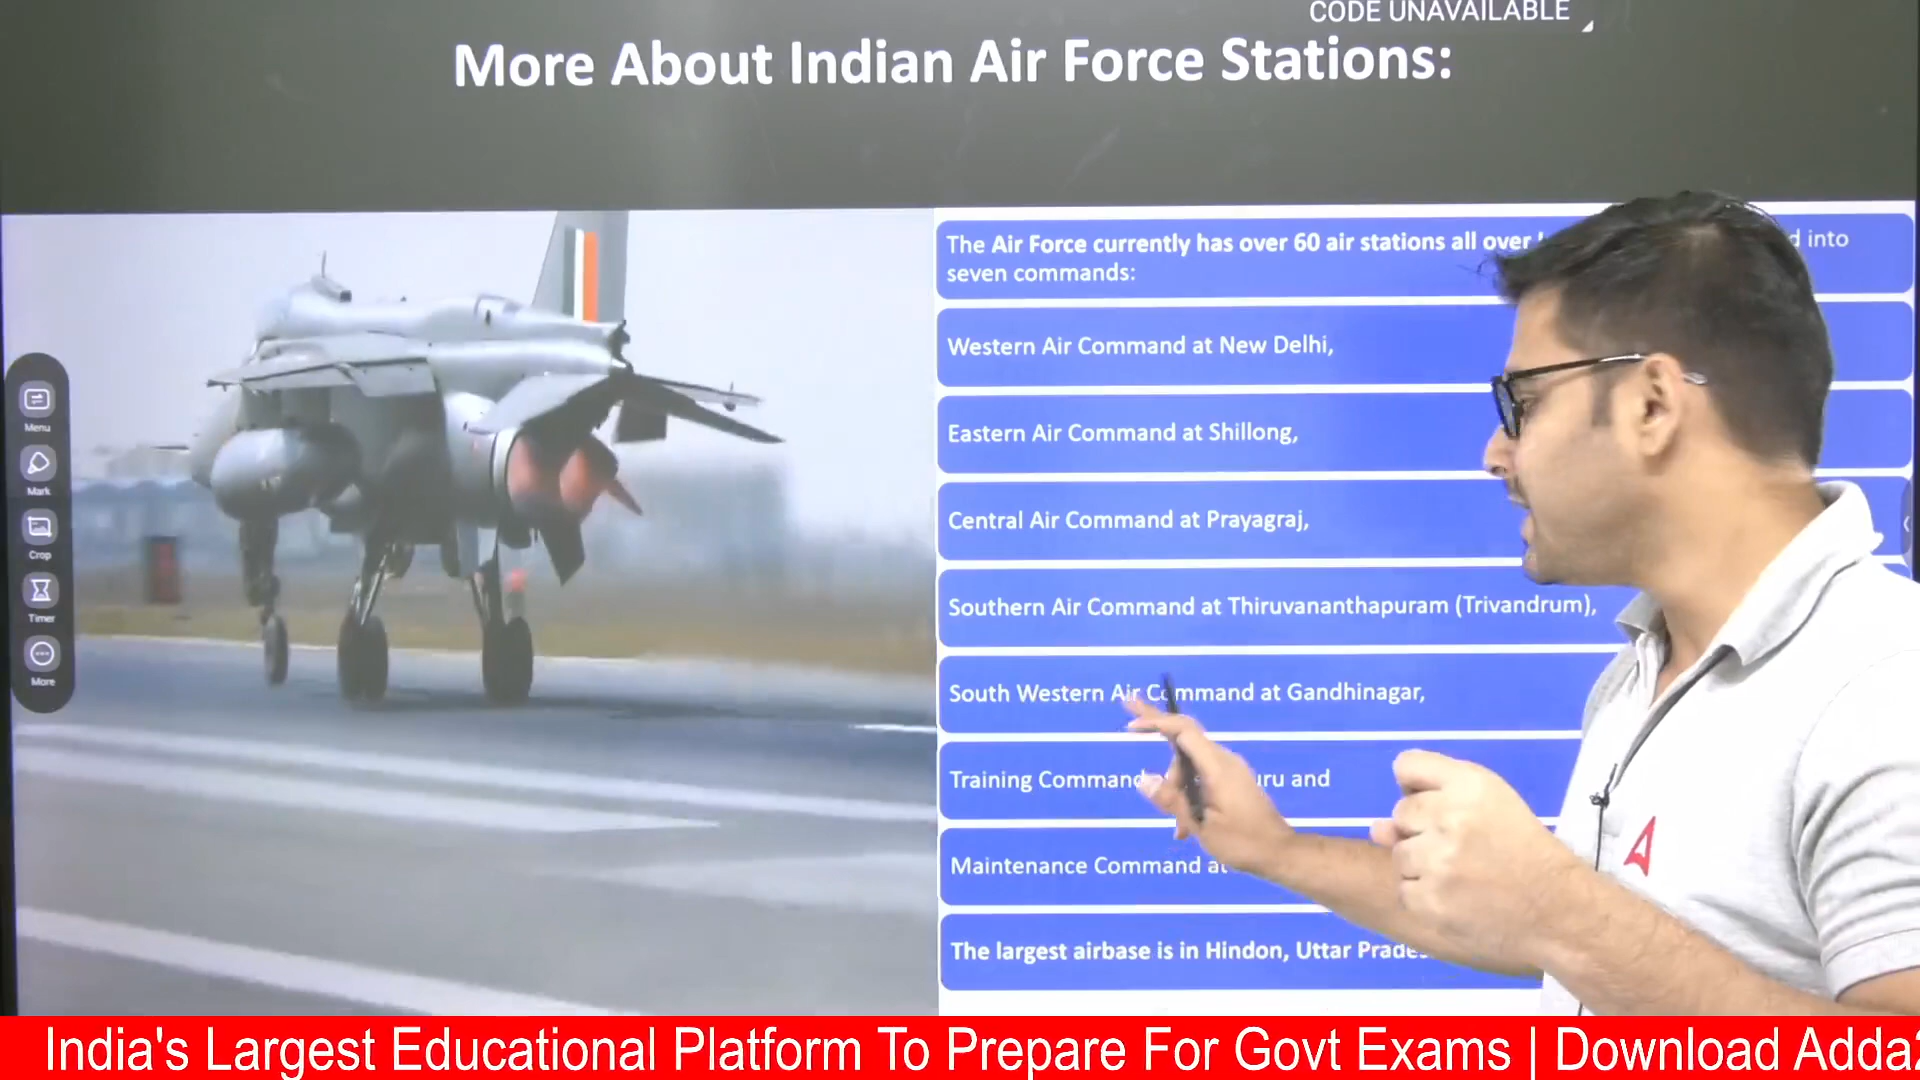 CODE UNAVAILABLE
More About Indian Air Force Stations:
The Air Force currently has over 60 air stations all over
into
seven commands:
Western Air Command at New Delhi,
Eastern Air Command at Shillong,
Central Air Command at Prayagraj,
Southern Air Command at Thiruvananthapuram (Trivandrum),
South Western Air Command at Gandhinagar,
Training Command and
Maintenance Command at
The largest airbase is in Hindon, Uttar
Menu
Mark
Crop
Timer
More
India's Largest Educational Platform To Prepare For Govt Exams | Download